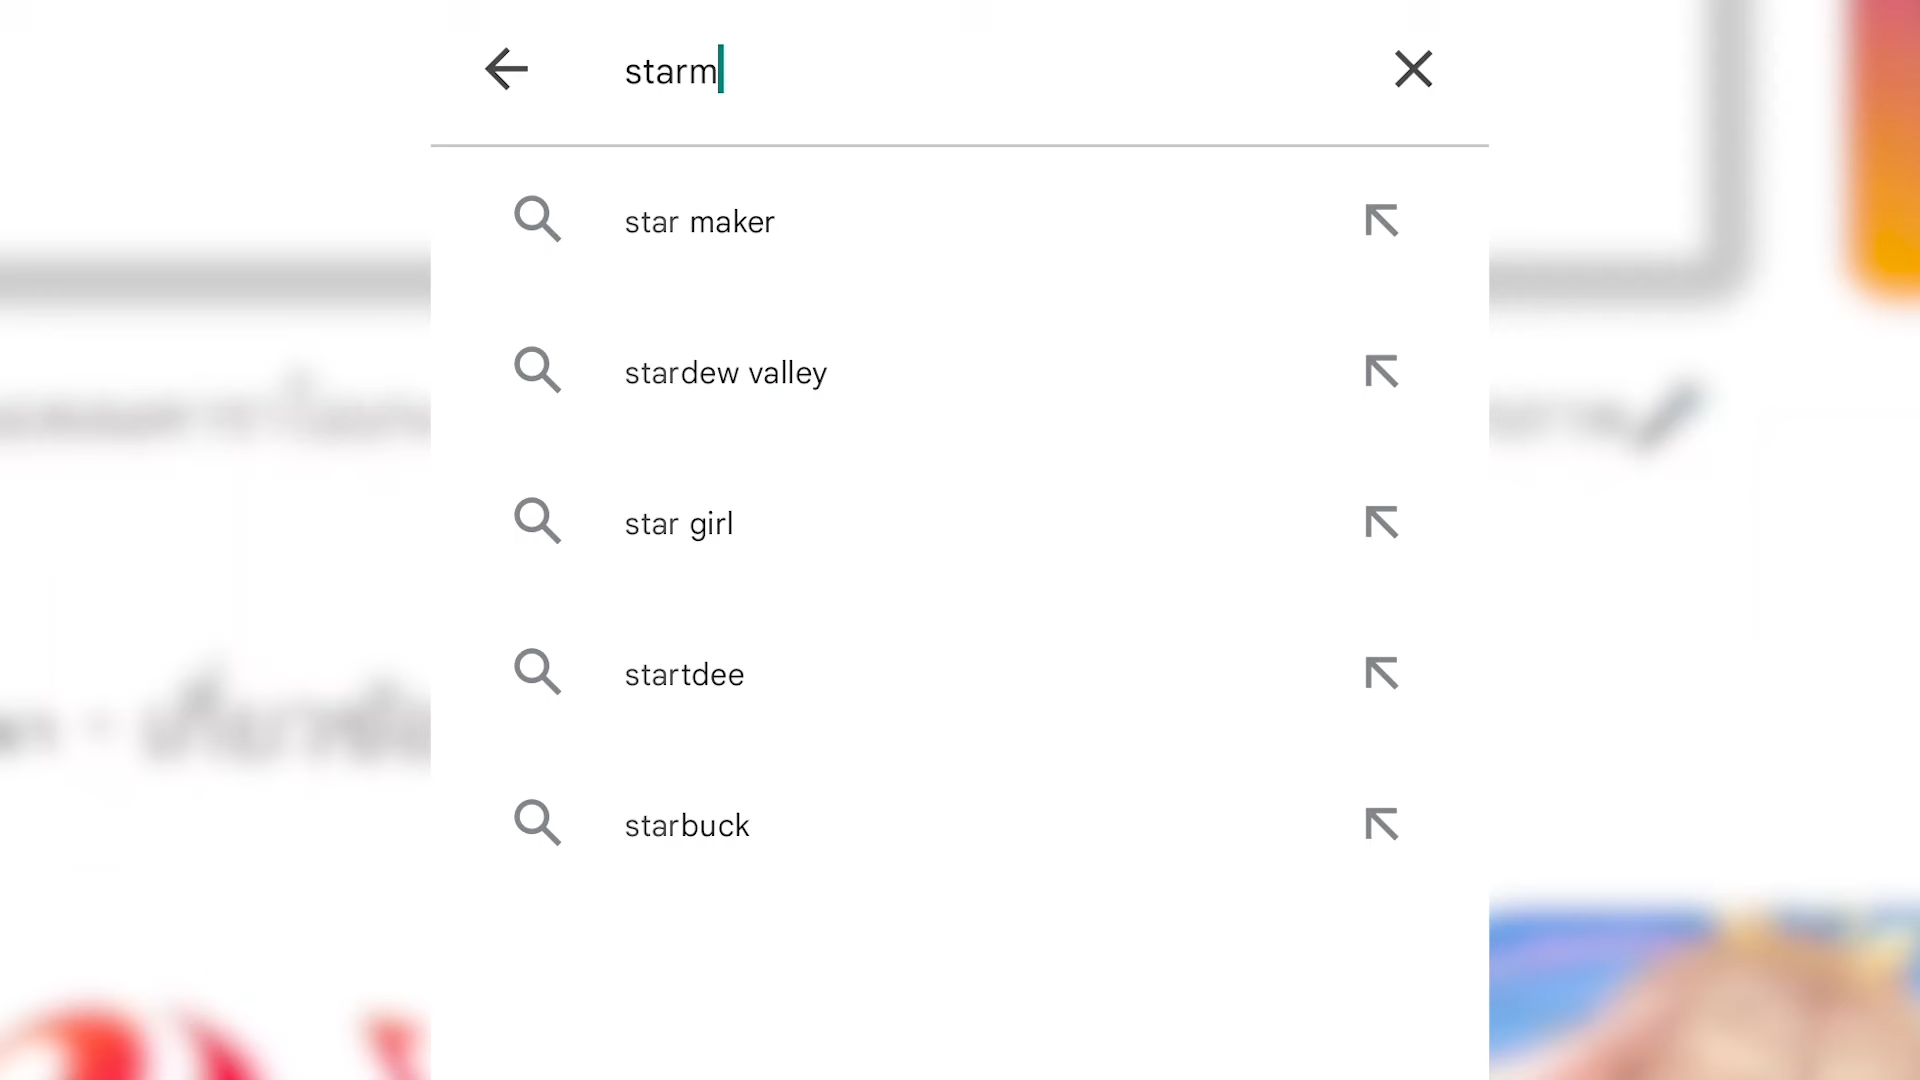 starm
star maker
stardew valley
star girl
startdee
starbuck